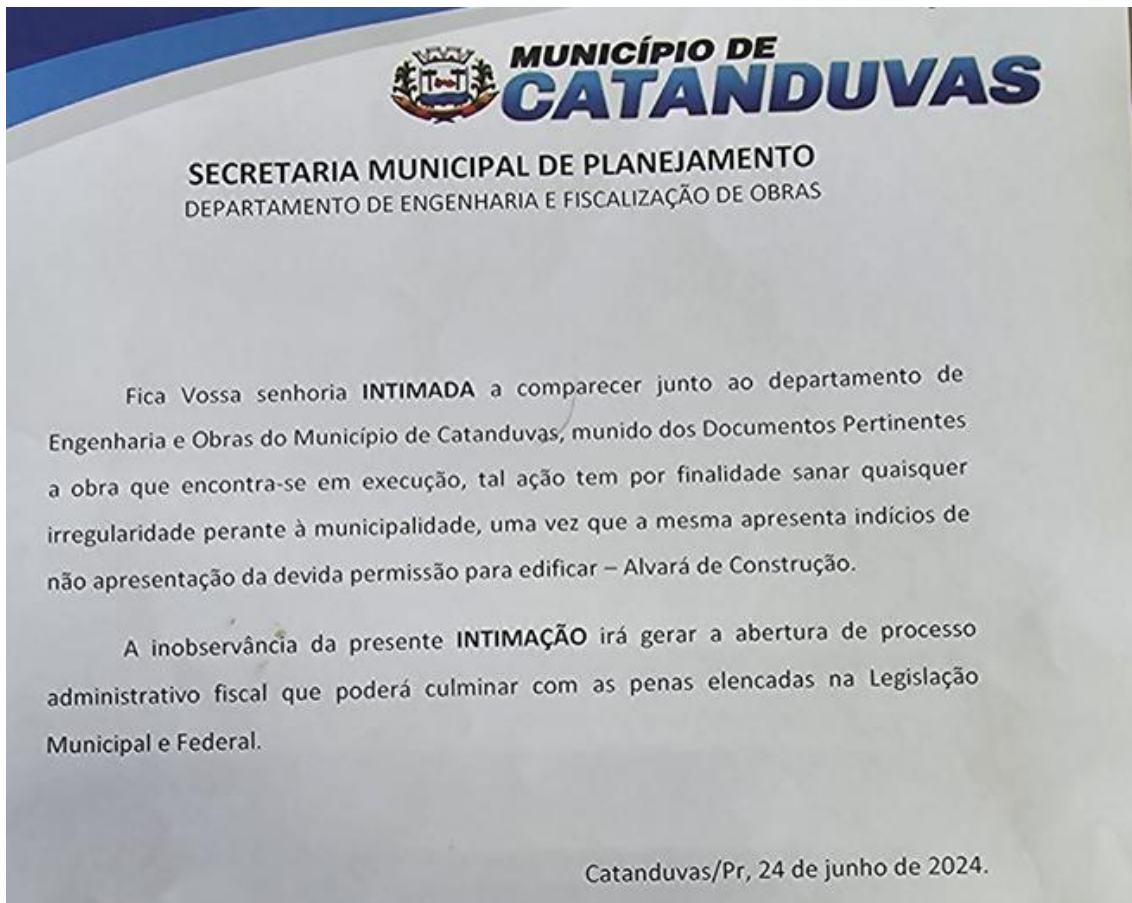 MUNICÍPIO DE
CATANDUVAS
SECRETARIA MUNICIPAL DE PLANEJAMENTO
DEPARTAMENTO DE ENGENHARIA E FISCALIZAÇÃO DE OBRAS
Fica Vossa senhoria INTIMADA a comparecer junto ao departamento de
Engenharia e Obras do Município de Catanduvas, munido dos Documentos Pertinentes
a obra que encontra-se em execução, tal ação tem por finalidade sanar quaisquer
irregularidade perante à municipalidade, uma vez que a mesma apresenta indícios de
não apresentação da devida permissão para edificar – Alvará de Construção.
A inobservância da presente INTIMAÇÃO irá gerar a abertura de processo
administrativo fiscal que poderá culminar com as penas elencadas na Legislação
Municipal e Federal.
Catanduvas/Pr, 24 de junho de 2024.